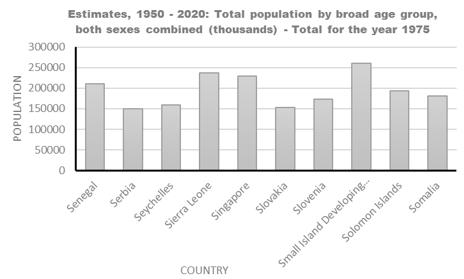 Estimates, 1950 - 2020: Total population by broad age group,
both sexes combined (thousands) - Total for the year 1975
300000
250000
200000
150000
100000
50000
0
POPULATION
Senegal
Serbia
Seychelles
Sierra Leone
Singapore
Slovakia
Slovenia
Small Island Developing...
Solomon Islands
Somalia
COUNTRY